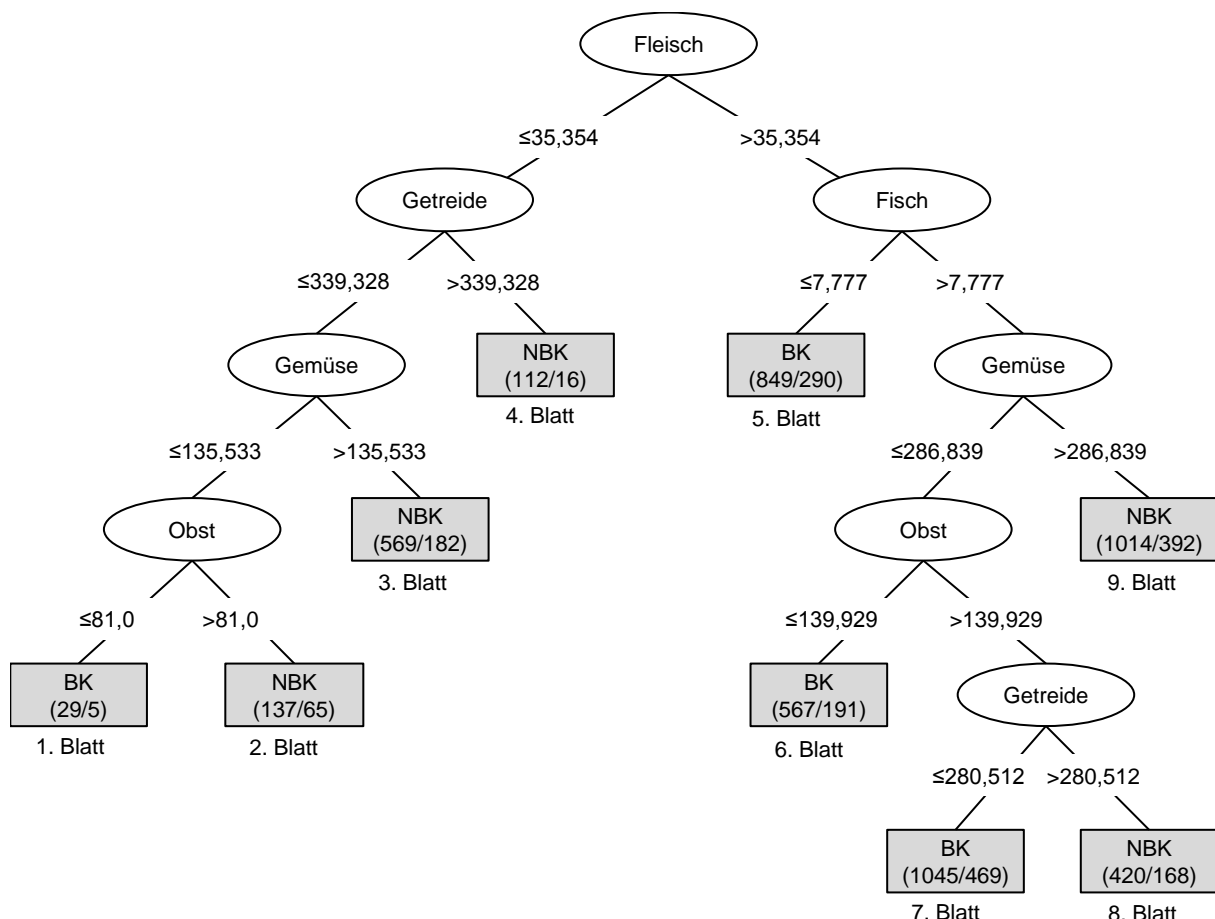 Fleisch
≤35,354 >35,354
Getreide Fisch
≤339,328 >339,328 ≤7,777 >7,777
Gemüse NBK BK Gemüse
(112/16) (849/290)
4. Blatt 5. Blatt
≤135,533 >135,533 ≤286,839 >286,839
Obst NBK Obst NBK
(569/182) (1014/392)
3. Blatt 9. Blatt
≤81,0 >81,0 ≤139,929 >139,929
BK NBK BK Getreide
(29/5) (137/65) (567/191)
1. Blatt 2. Blatt 6. Blatt
≤280,512 >280,512
BK NBK
(1045/469) (420/168)
7. Blatt 8. Blatt